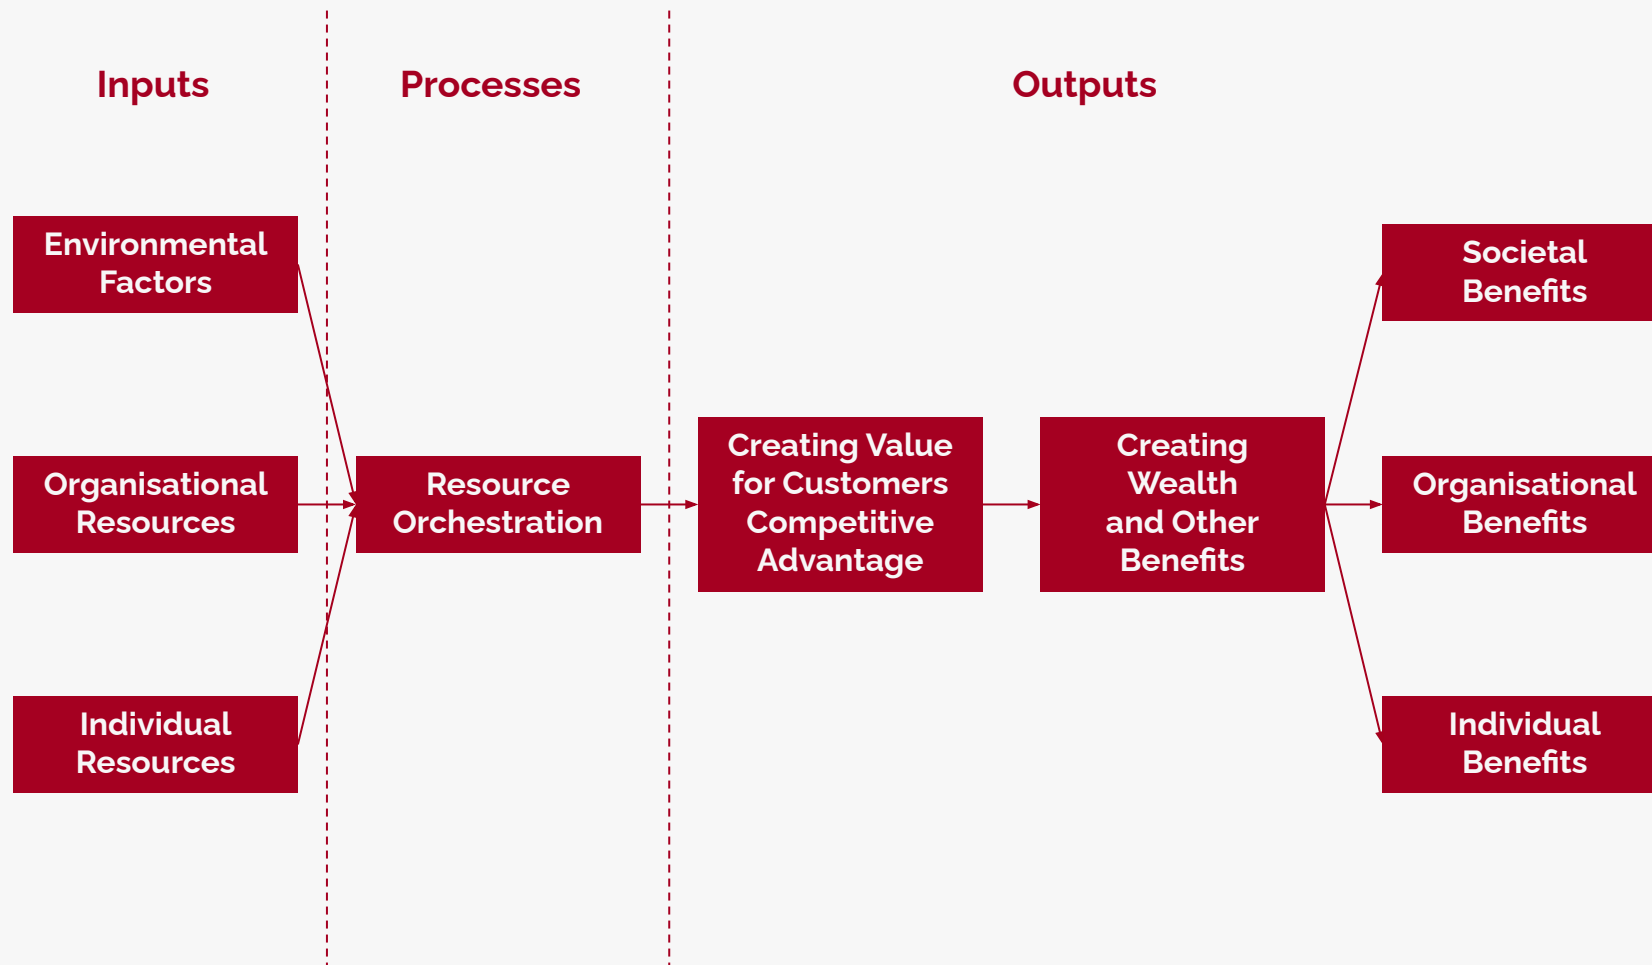 Inputs
Processes
Outputs
Environmental
Factors
Organisational
Resources
Individual
Resources
Resource
Orchestration
Creating Value
for Customers
Competitive
Advantage
Creating
Wealth
and Other
Benefits
Societal
Benefits
Organisational
Benefits
Individual
Benefits